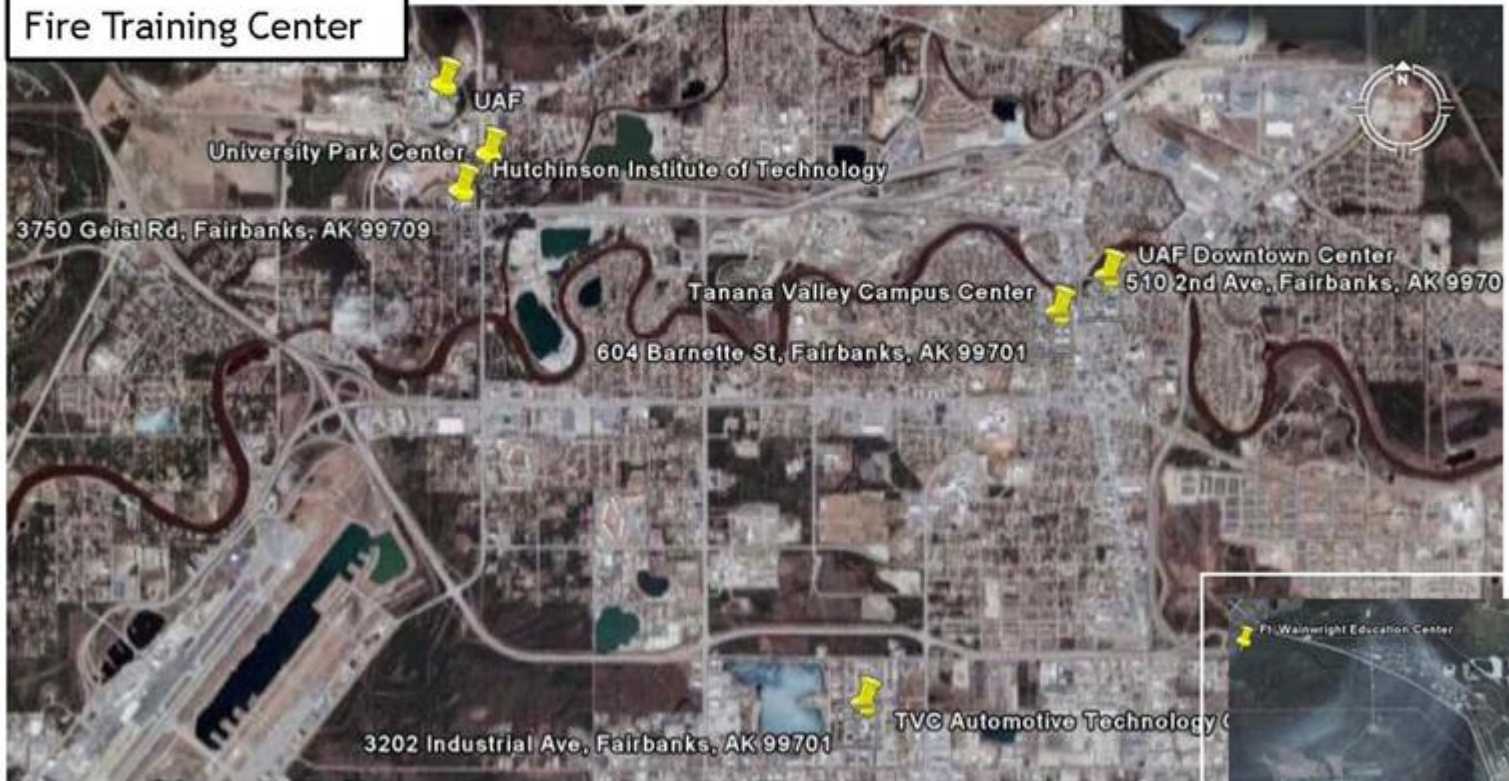 Fire Training Center
N
UAF
University Park Center
Hutchinson Institute of Technology
3750 Geist Rd, Fairbanks, AK 99709
UAF Downtown Center
510 2nd Ave, Fairbanks, AK 9970
Tanana Valley Campus Center
604 Barnette St, Fairbanks, AK 99701
Ft. Wainwright Education Center
TVC Automotive Technology
3202 Industrial Ave, Fairbanks, AK 99701